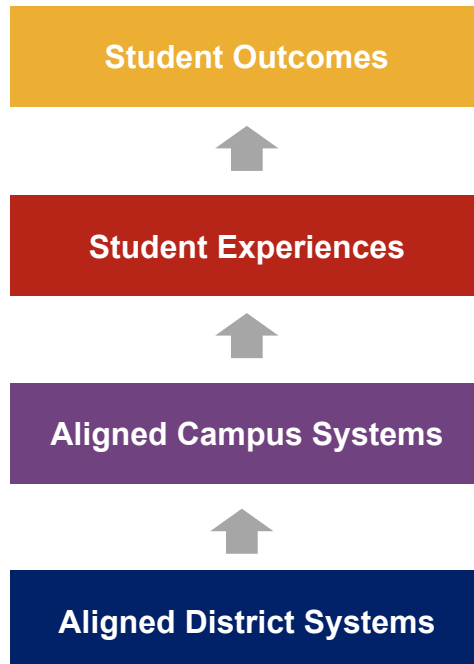 Student Outcomes
Student Experiences
Aligned Campus Systems
Aligned District Systems